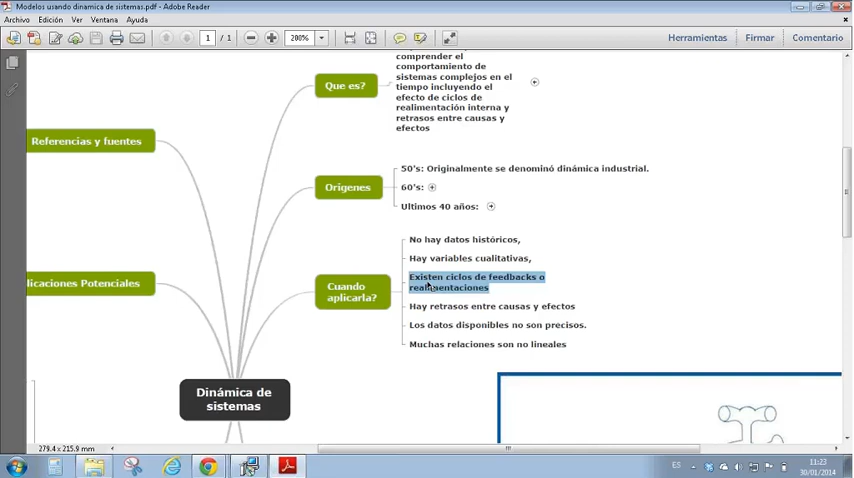 Modelos usando dinamica de sistemas.pdf - Adobe Reader
Archivo Edición Ver Ventana Ayuda
1 / 1 200% Herramientas Firmar Comentario
comprender el
comportamiento de
sistemas complejos en el
tiempo incluyendo el
efecto de ciclos de
realimentación interna y
retrasos entre causas y
efectos
Que es?
Referencias y fuentes
50's: Originalmente se denominó dinámica industrial.
60's:
Ultimos 40 años:
Origenes
No hay datos históricos,
Hay variables cualitativas,
Existen ciclos de feedbacks o
realimentaciones
Hay retrasos entre causas y efectos
Los datos disponibles no son precisos.
Muchas relaciones son no lineales
Cuando
aplicarla?
licaciones Potenciales
Dinámica de
sistemas
279.4 x 215.9 mm
ES
11:23
30/01/2014